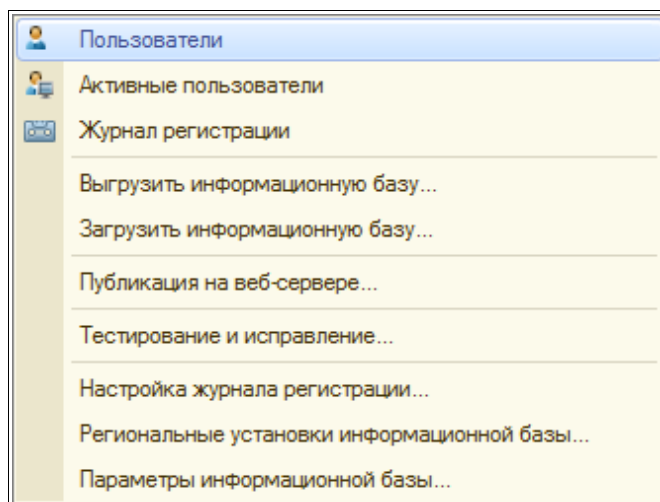 Пользователи
Активные пользователи
Журнал регистрации
Выгрузить информационную базу...
Загрузить информационную базу...
Публикация на веб-сервере...
Тестирование и исправление...
Настройка журнала регистрации...
Региональные установки информационной базы...
Параметры информационной базы...